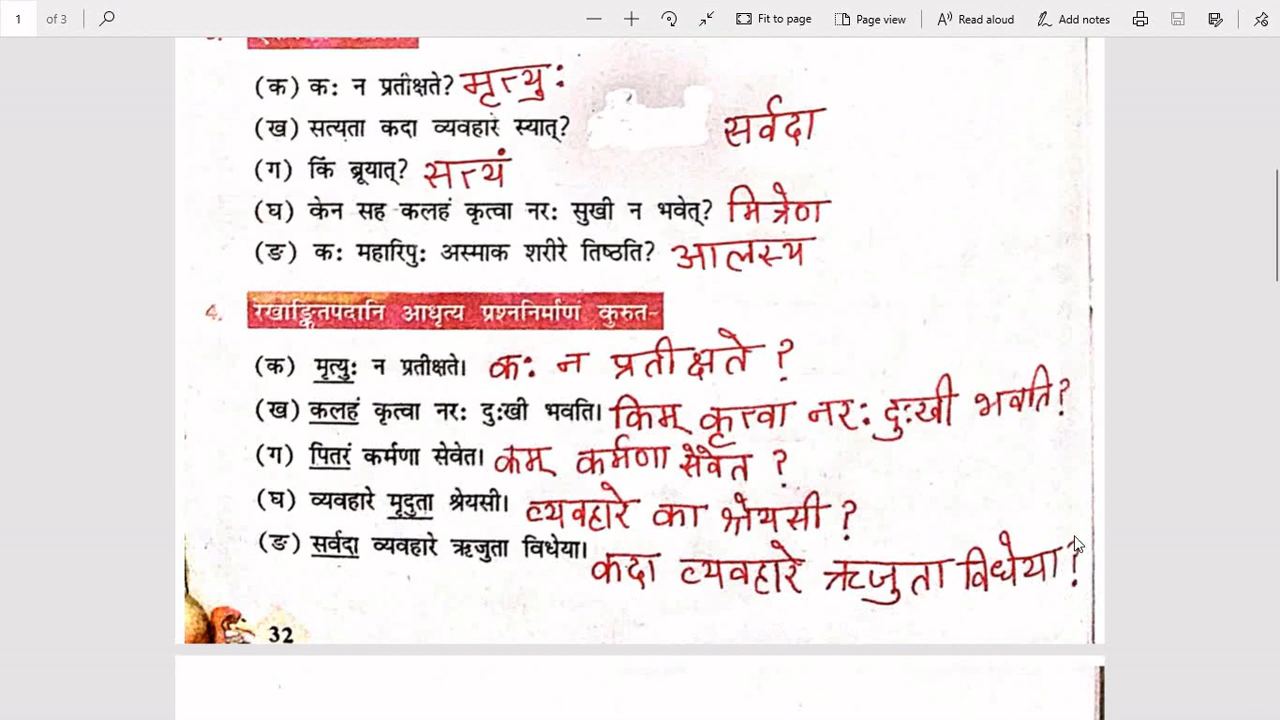 1 of 3 Fit to page Page view Read aloud Add notes
(क) कः न प्रतीक्षते? मृत्युः
(ख) सत्यता कदा व्यवहारे स्यात्? सर्वदा
(ग) किं ब्रूयात्? सत्यं
(घ) केन सह कलहं कृत्वा नरः सुखी न भवेत्? मित्रेण
(ङ) कः महारिपुः अस्माक शरीरे तिष्ठति? आलस्य
4. रेखाङ्कितपदानि आधृत्य प्रश्ननिर्माणं कुरुत-
(क) मृत्युः न प्रतीक्षते। कः न प्रतीक्षते ?
(ख) कलहं कृत्वा नरः दुःखी भवति। किम् कृत्वा नरः दुःखी भवति?
(ग) पितरं कर्मणा सेवेत। कम् कर्मणा सेवेत ?
(घ) व्यवहारे मृदुता श्रेयसी। व्यवहारे का श्रेयसी ?
(ङ) सर्वदा व्यवहारे ऋजुता विधेया। कदा व्यवहारे ऋजुता विधेया?
32